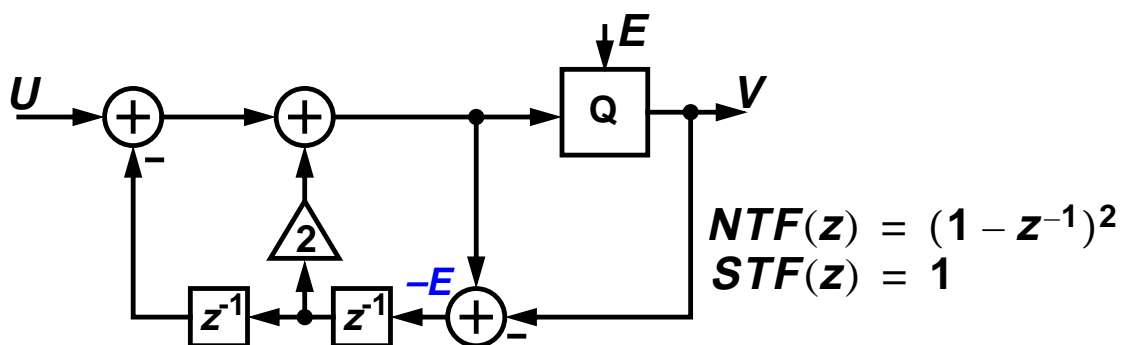 E
U
V
Q
+
+
–
2
NTF(z) = (1 – z⁻¹)²
STF(z) = 1
–E
z⁻¹
z⁻¹
+
–